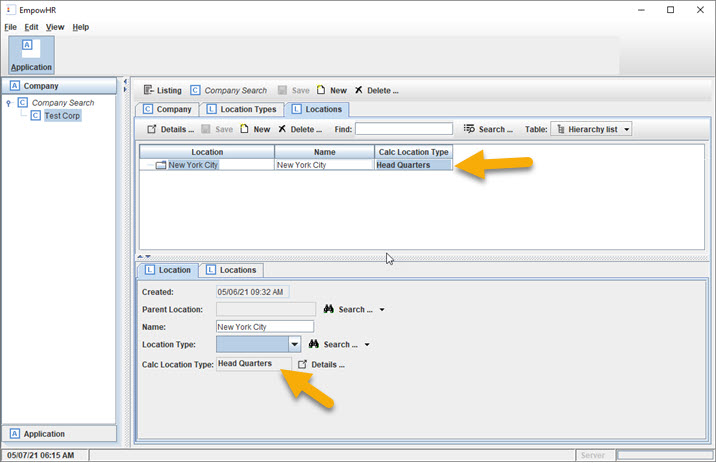 EmpowHR
File Edit View Help
A
Application
A Company
C Company Search
C Test Corp
A Application
Listing C Company Search Save New Delete ...
C Company L Location Types L Locations
Details ... Save New Delete ... Find: Search ... Table: Hierarchy list
Location Name Calc Location Type
New York City New York City Head Quarters
L Location L Locations
Created: 05/06/21 09:32 AM
Parent Location: Search ...
Name: New York City
Location Type: Search ...
Calc Location Type: Head Quarters Details ...
05/07/21 06:15 AM Server